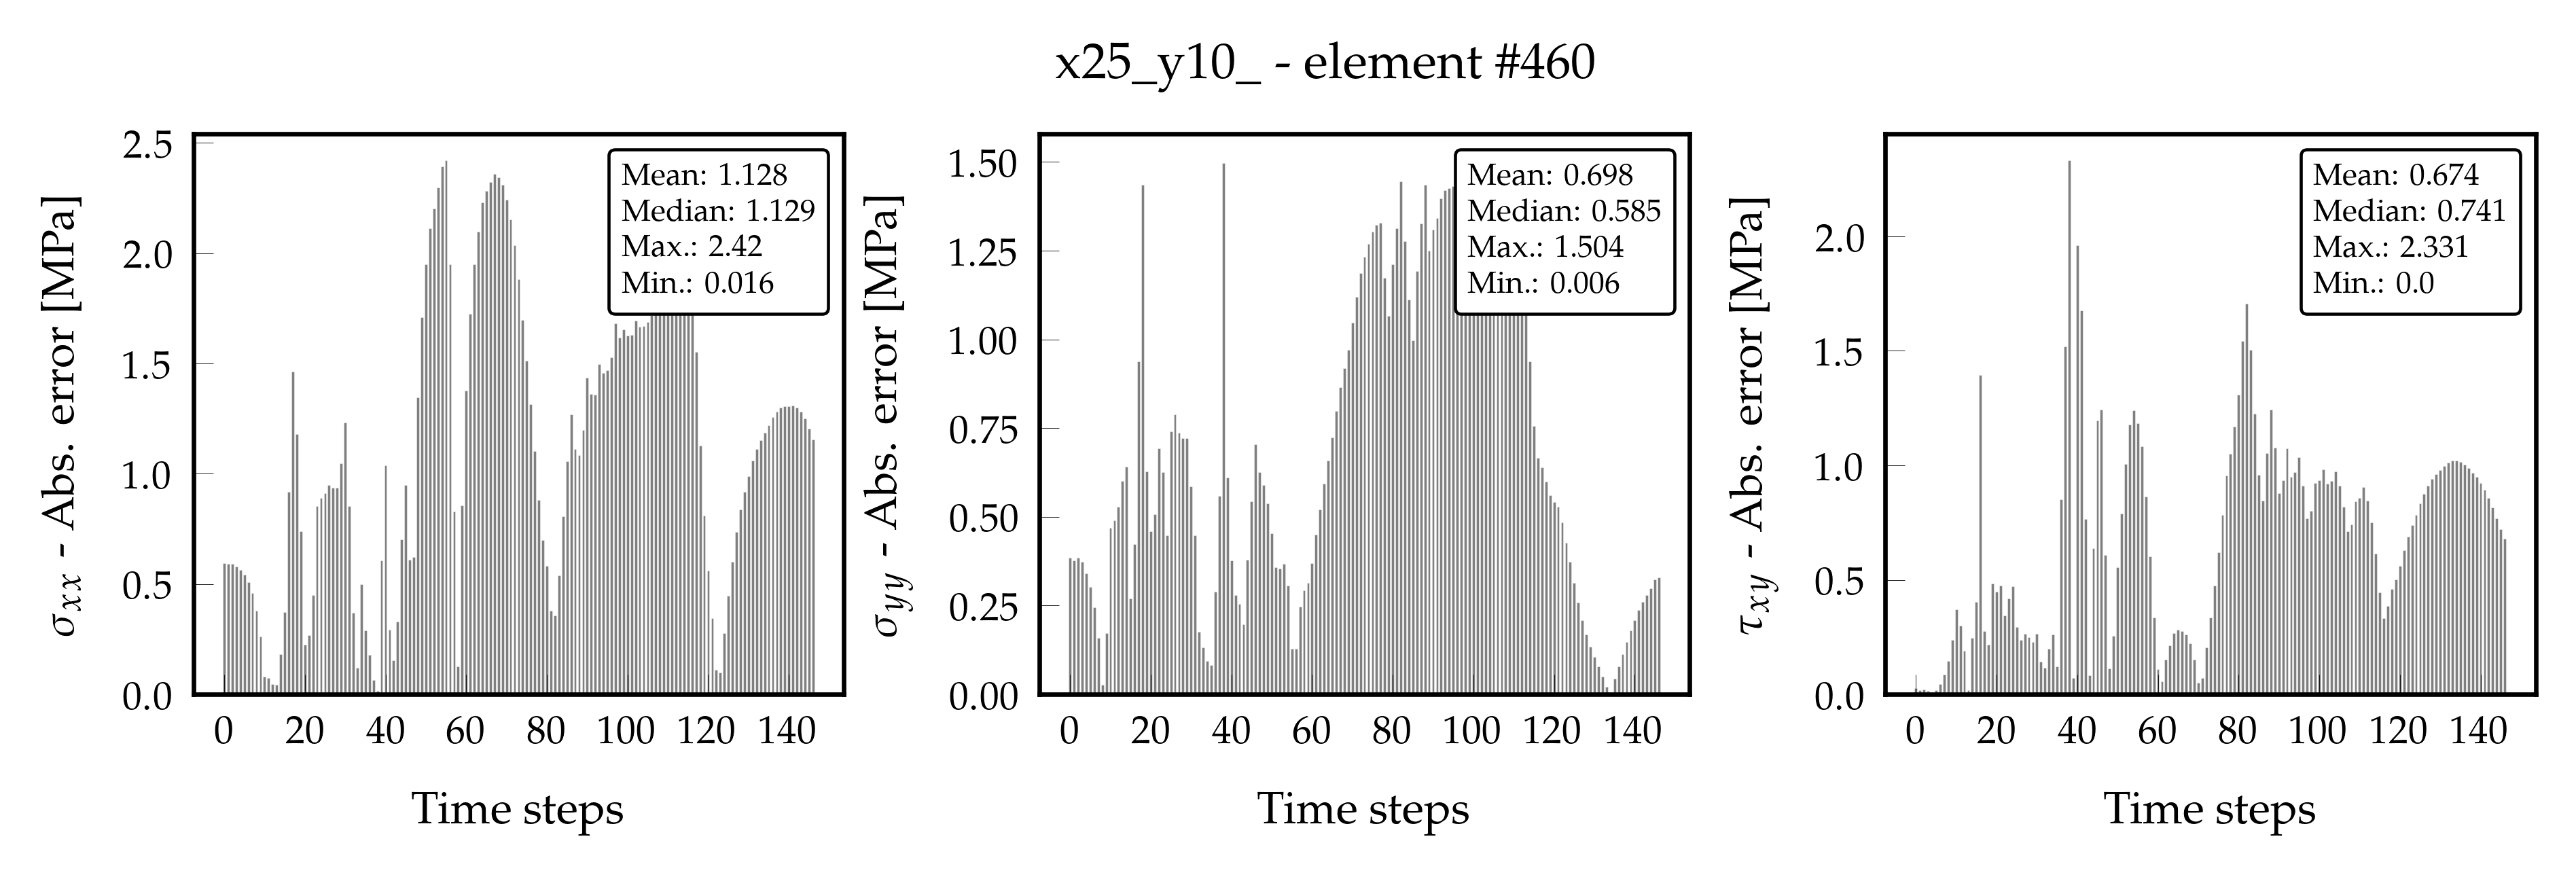 x25_y10_ - element #460
σxx - Abs. error [MPa]
2.5
2.0
1.5
1.0
0.5
0.0
0 20 40 60 80 100 120 140
Time steps
Mean: 1.128
Median: 1.129
Max.: 2.42
Min.: 0.016
σyy - Abs. error [MPa]
1.50
1.25
1.00
0.75
0.50
0.25
0.00
0 20 40 60 80 100 120 140
Time steps
Mean: 0.698
Median: 0.585
Max.: 1.504
Min.: 0.006
τxy - Abs. error [MPa]
2.0
1.5
1.0
0.5
0.0
0 20 40 60 80 100 120 140
Time steps
Mean: 0.674
Median: 0.741
Max.: 2.331
Min.: 0.0